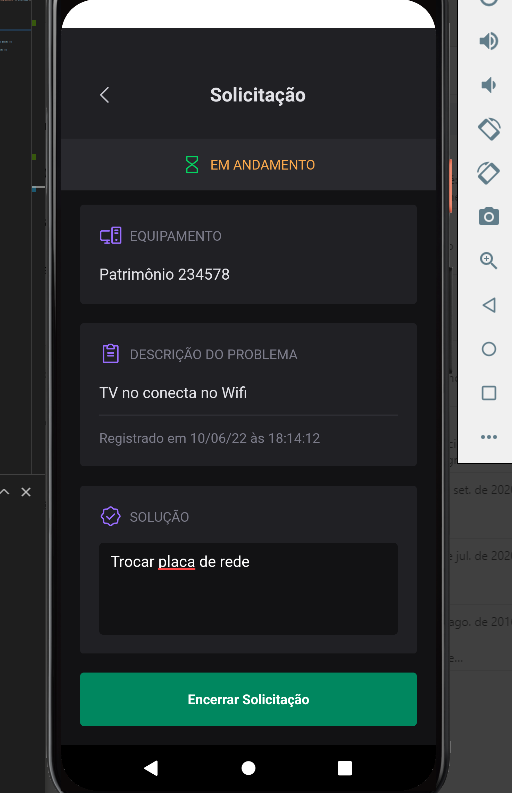 Solicitação
EM ANDAMENTO
EQUIPAMENTO
Patrimônio 234578
DESCRIÇÃO DO PROBLEMA
TV no conecta no Wifi
Registrado em 10/06/22 às 18:14:12
SOLUÇÃO
Trocar placa de rede
Encerrar Solicitação
set. de 202
jul. de 202
ago. de 201